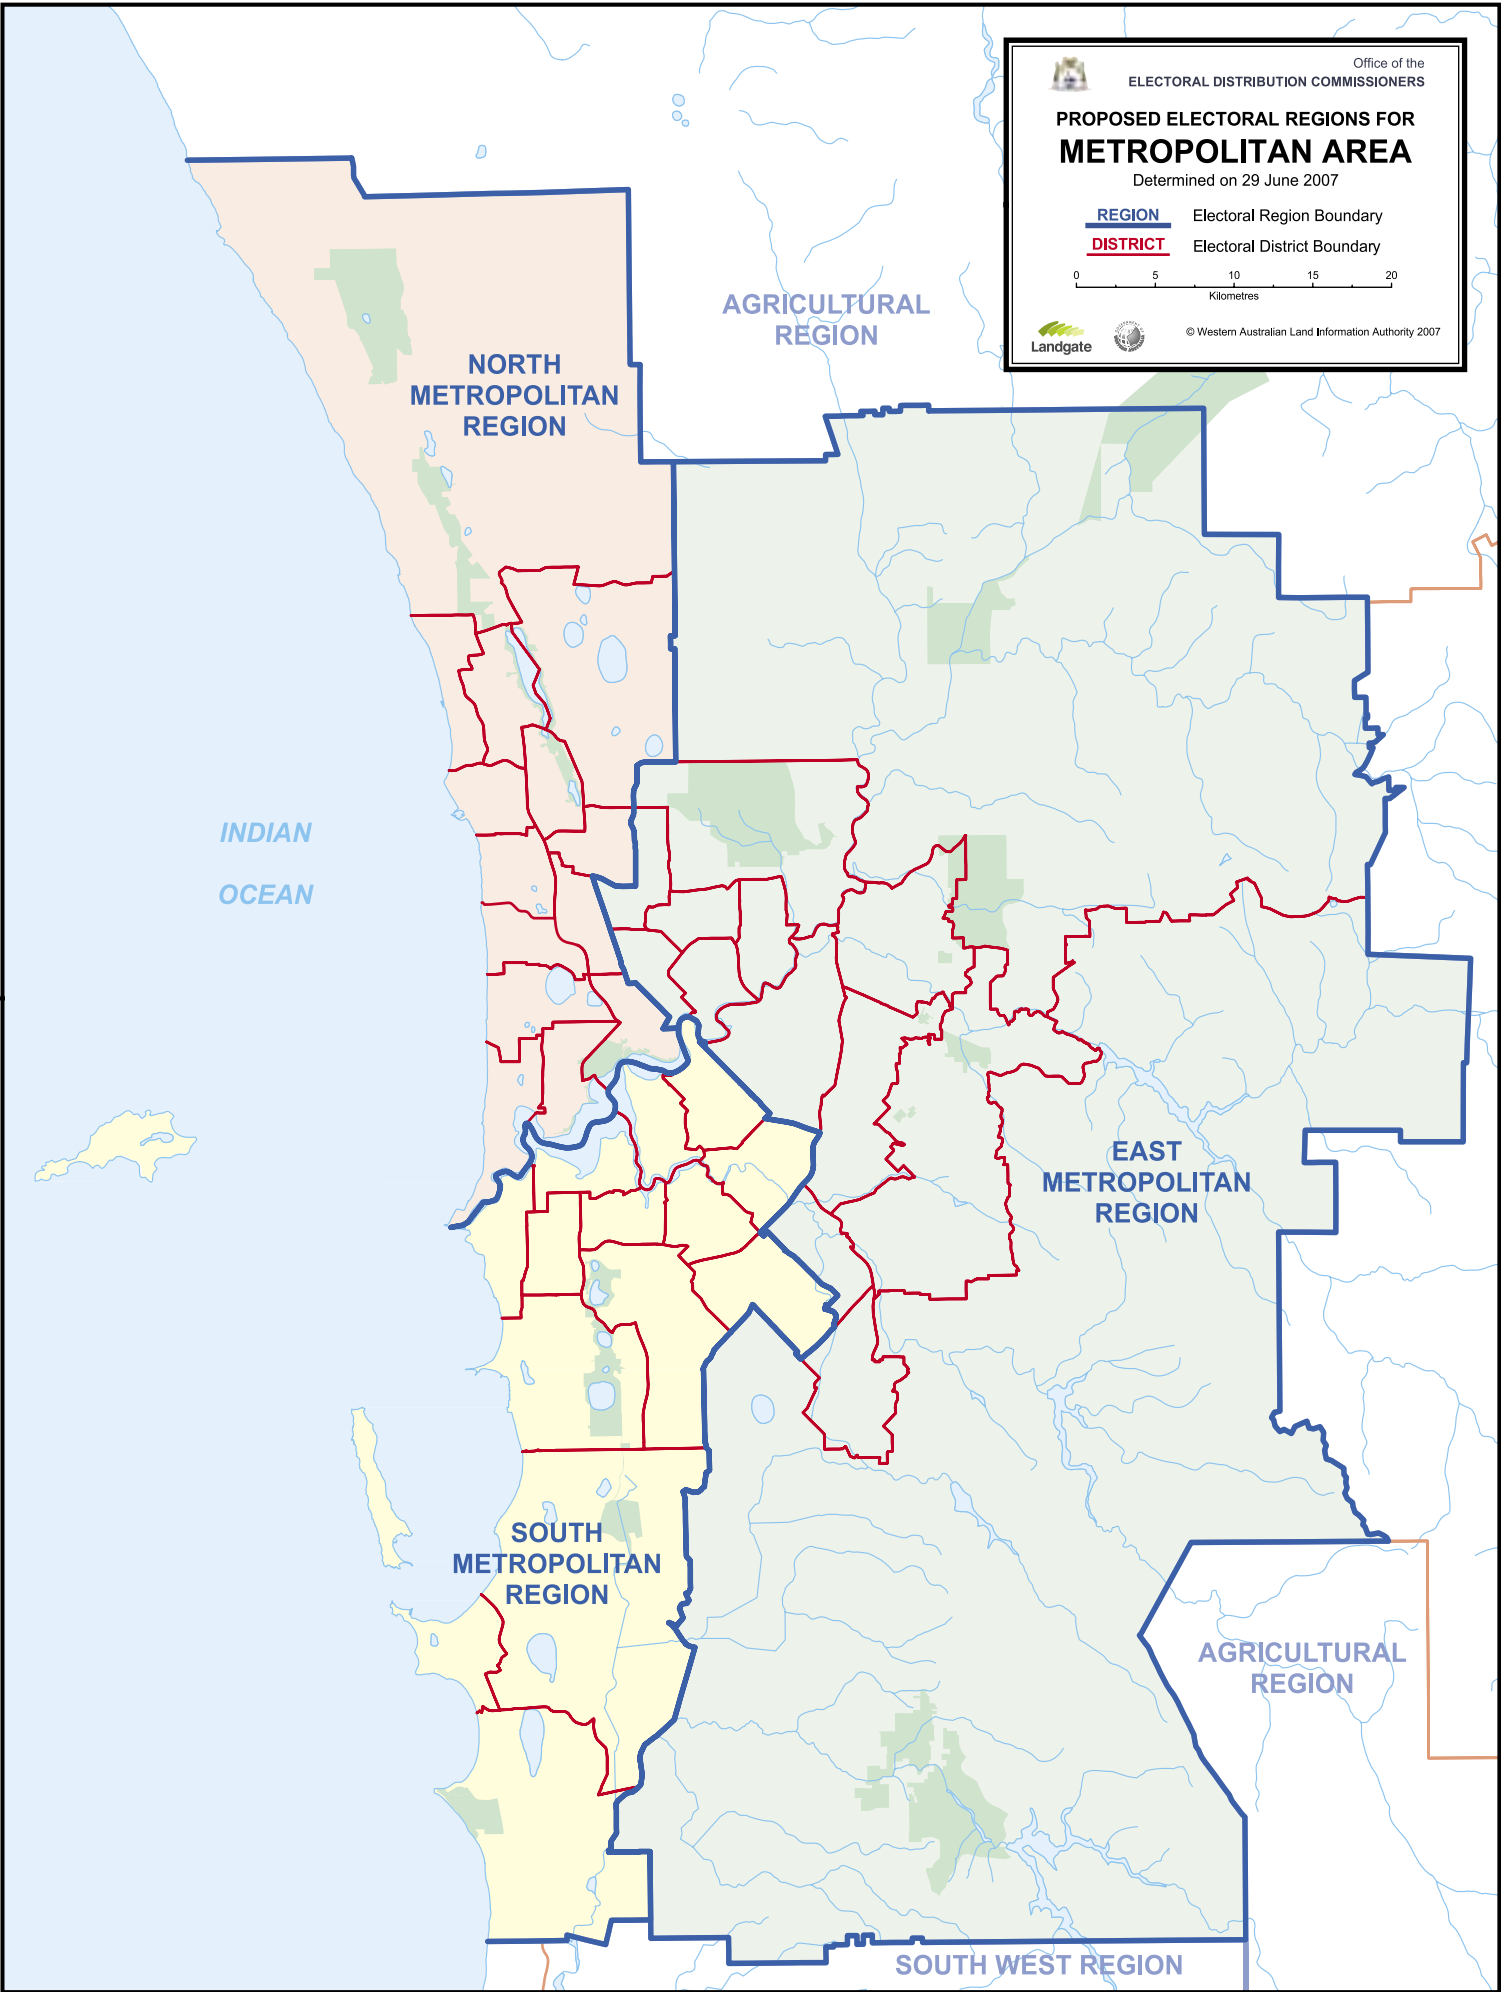 Office of the
ELECTORAL DISTRIBUTION COMMISSIONERS
PROPOSED ELECTORAL REGIONS FOR
METROPOLITAN AREA
Determined on 29 June 2007
REGION Electoral Region Boundary
DISTRICT Electoral District Boundary
0 5 10 15 20
Kilometres
Landgate
© Western Australian Land Information Authority 2007
AGRICULTURAL
REGION
NORTH
METROPOLITAN
REGION
INDIAN
OCEAN
EAST
METROPOLITAN
REGION
SOUTH
METROPOLITAN
REGION
AGRICULTURAL
REGION
SOUTH WEST REGION